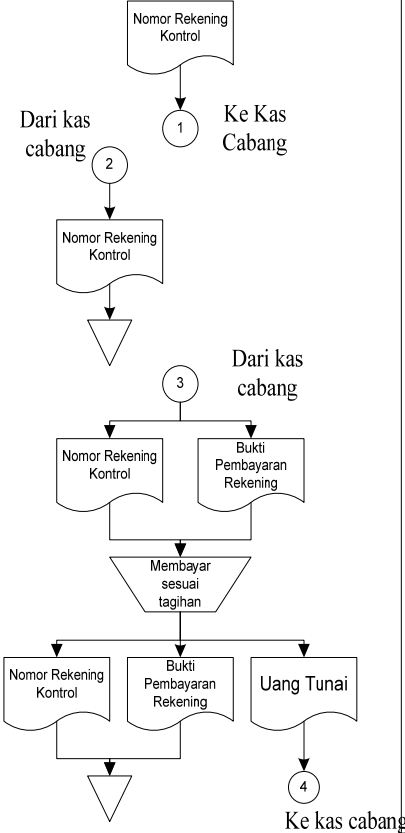 Nomor Rekening
Kontrol
1
Ke Kas
Cabang
Dari kas
cabang
2
Nomor Rekening
Kontrol
Dari kas
cabang
3
Nomor Rekening
Kontrol
Bukti
Pembayaran
Rekening
Membayar
sesuai
tagihan
Nomor Rekening
Kontrol
Bukti
Pembayaran
Rekening
Uang Tunai
4
Ke kas cabang